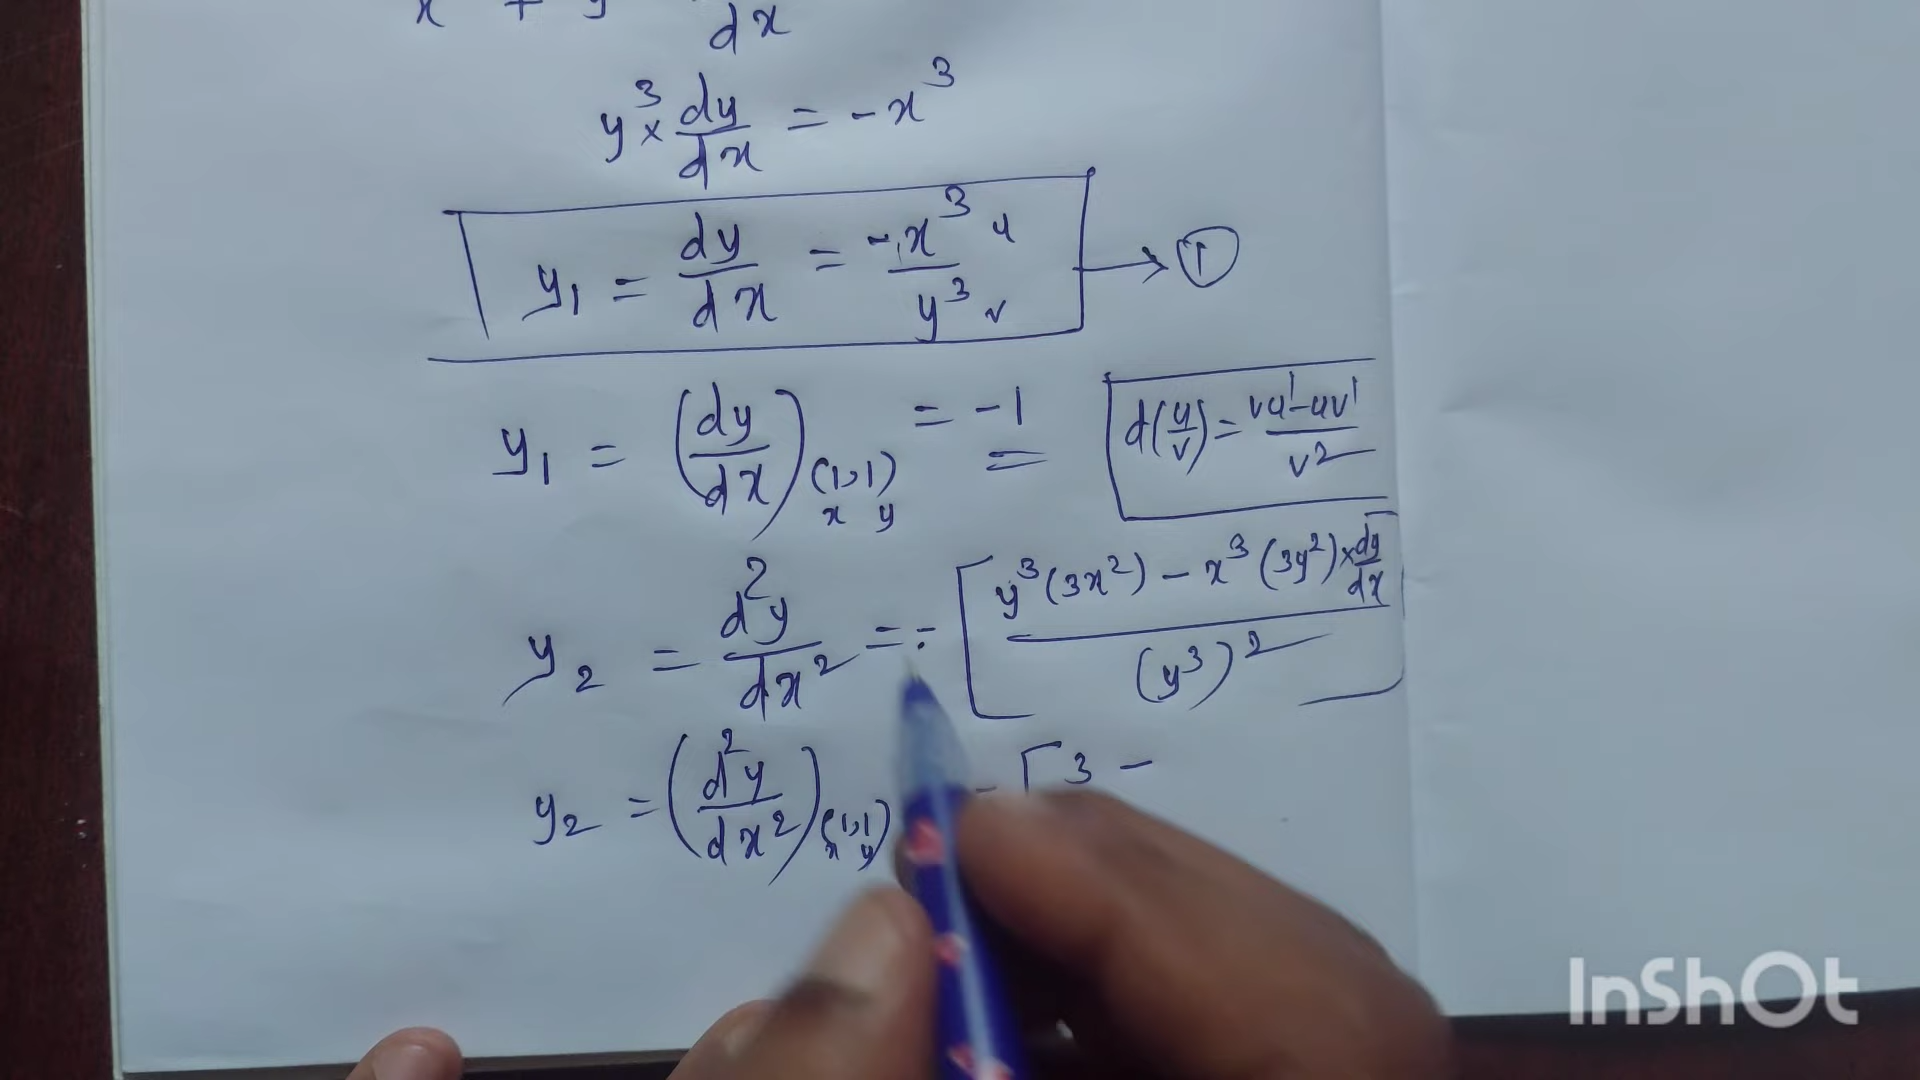 x + y dx
y³ × dy/dx = -x³
y₁ = dy/dx = -x³ u / y³ v → ①
y₁ = (dy/dx)(1,1) x y = -1
d(u/v) = vu' - uv' / v²
y₂ = d²y/dx² = - [y³(3x²) - x³(3y²) × dy/dx / (y³)²]
y₂ = (d²y/dx²)(1,1) x y - [3 -
InShOt